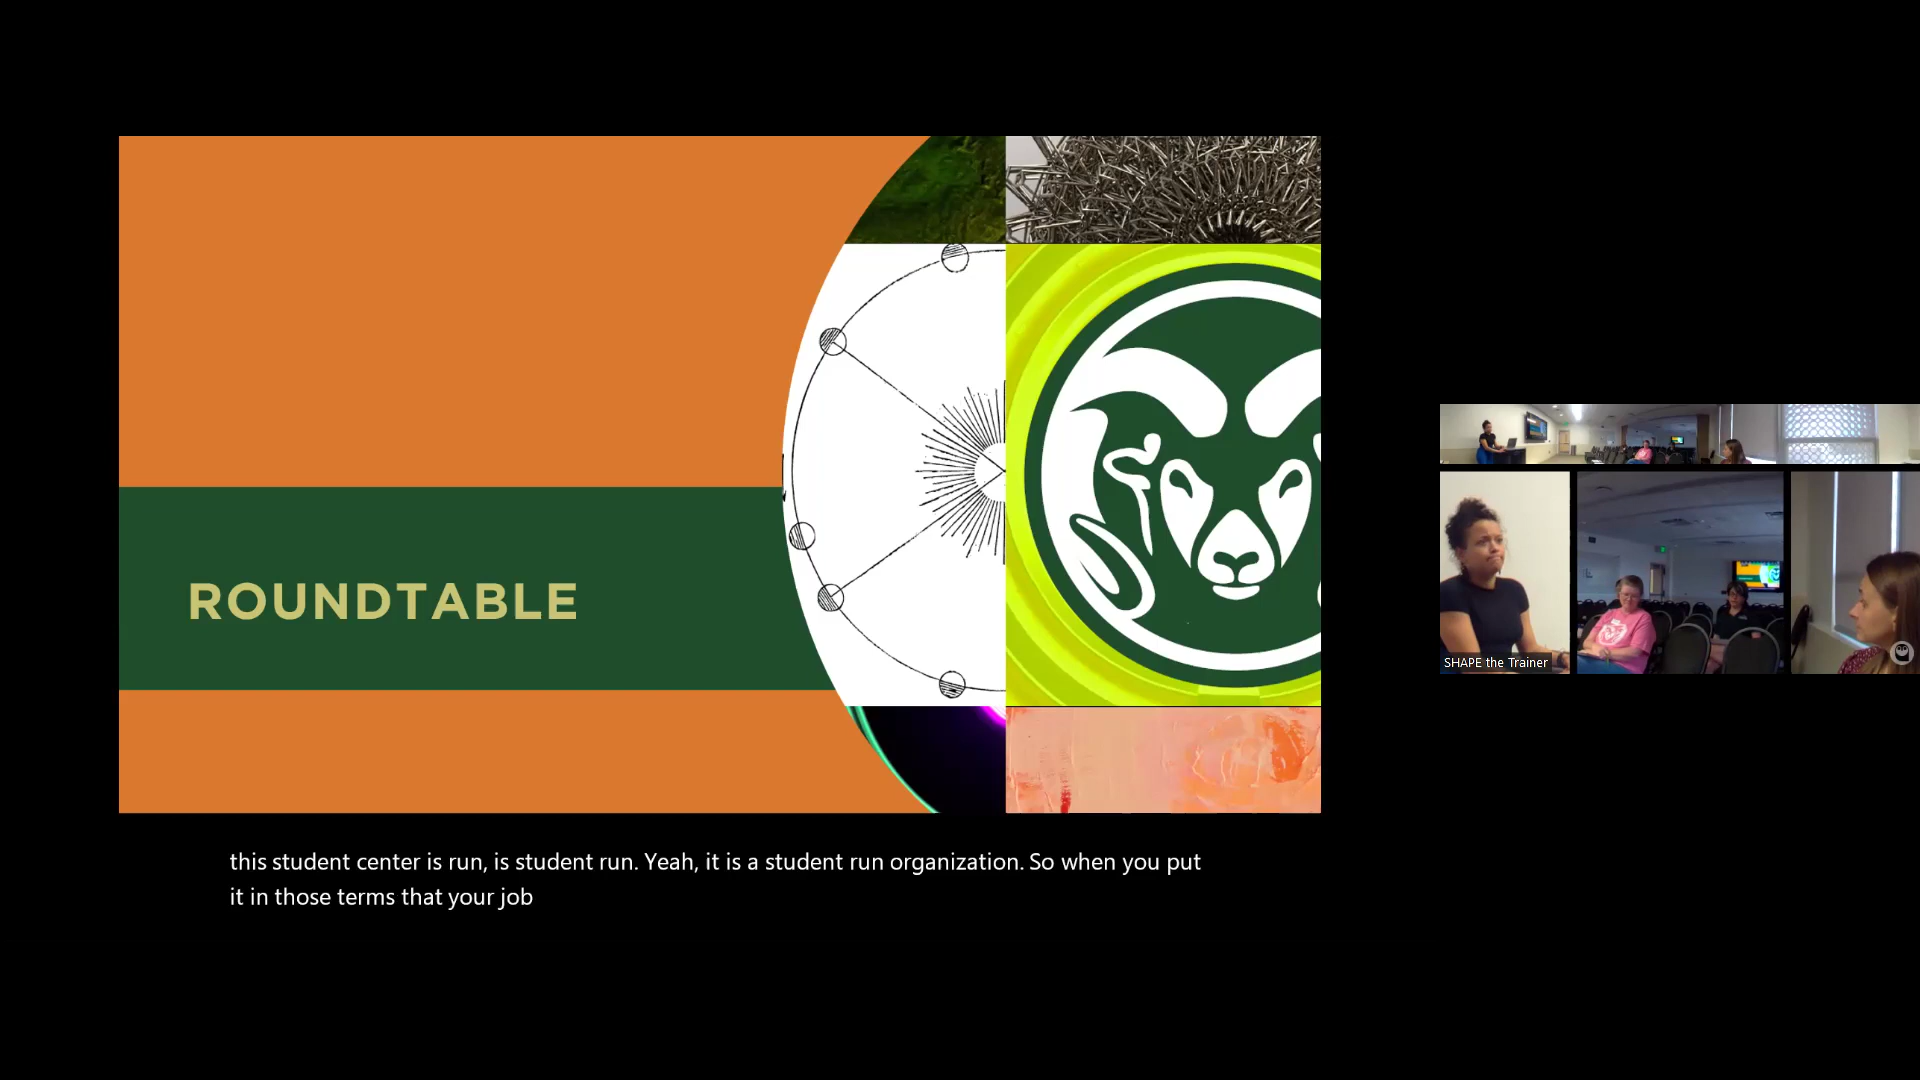 ROUNDTABLE
SHAPE the Trainer
this student center is run, is student run. Yeah, it is a student run organization. So when you put
it in those terms that your job